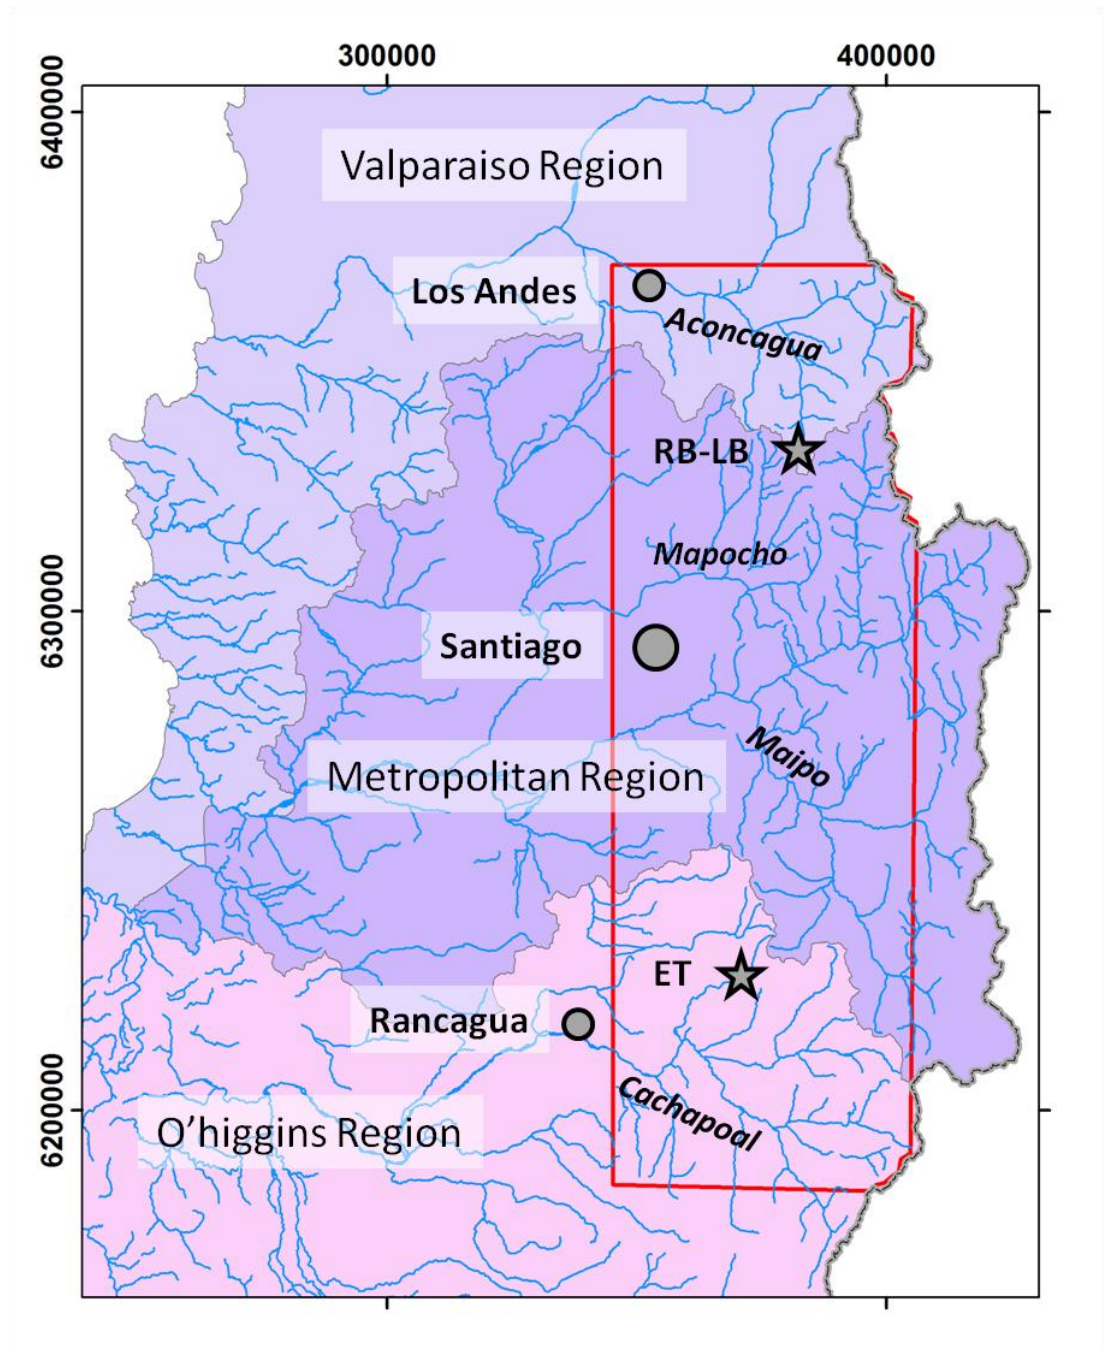 300000
400000
6400000
Valparaiso Region
Los Andes
Aconcagua
RB-LB
Mapocho
6300000
Santiago
Maipo
Metropolitan Region
ET
Rancagua
Cachapoal
6200000
O'higgins Region